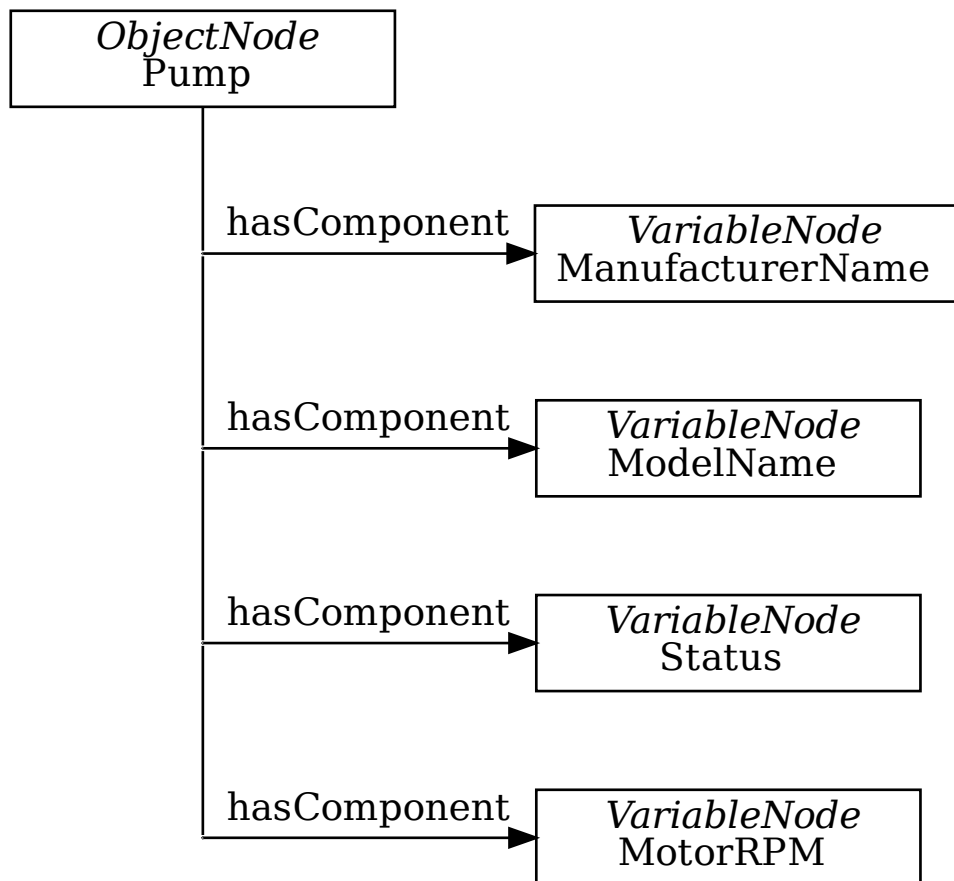 ObjectNode
Pump
hasComponent
VariableNode
ManufacturerName
hasComponent
VariableNode
ModelName
hasComponent
VariableNode
Status
hasComponent
VariableNode
MotorRPM